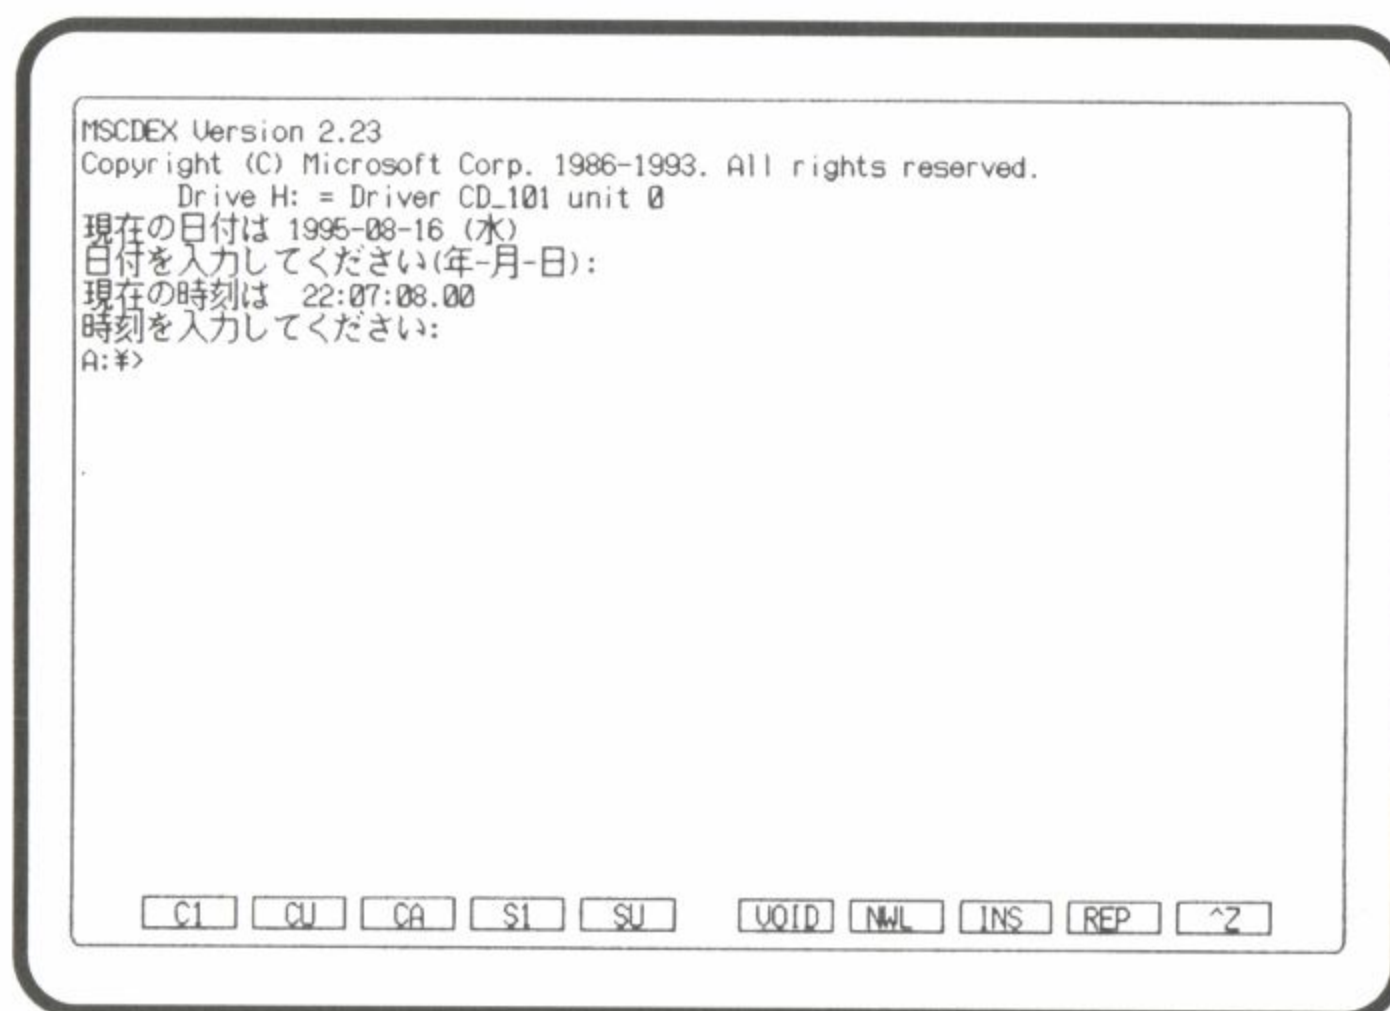 MSCDEX Version 2.23
Copyright (C) Microsoft Corp. 1986-1993. All rights reserved.
Drive H: = Driver CD_101 unit 0
現在の日付は 1995-08-16 (水)
日付を入力してください(年-月-日):
現在の時刻は 22:07:08.00
時刻を入力してください:
A:¥>
C1 CU CA S1 SU VOID NWL INS REP ^Z